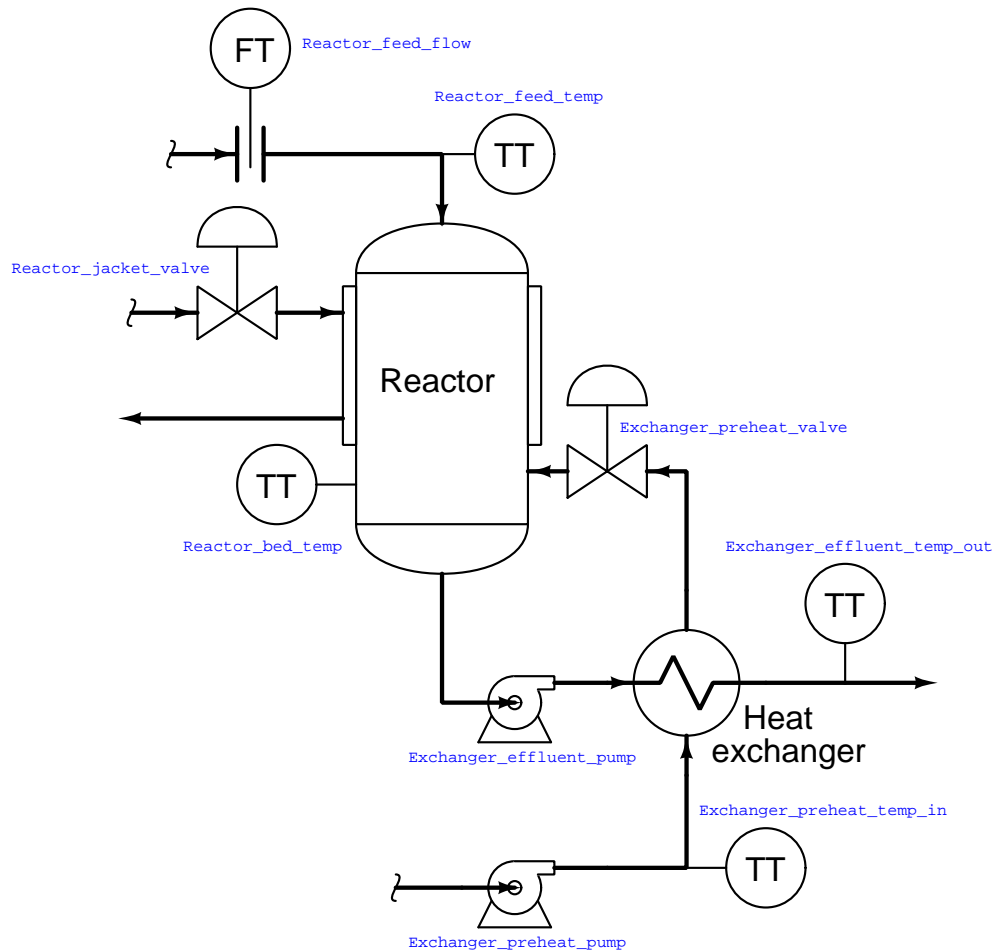 FT
Reactor_feed_flow
Reactor_feed_temp
TT
Reactor_jacket_valve
Reactor
Exchanger_preheat_valve
TT
Reactor_bed_temp
Exchanger_effluent_temp_out
TT
Heat
exchanger
Exchanger_effluent_pump
Exchanger_preheat_temp_in
TT
Exchanger_preheat_pump